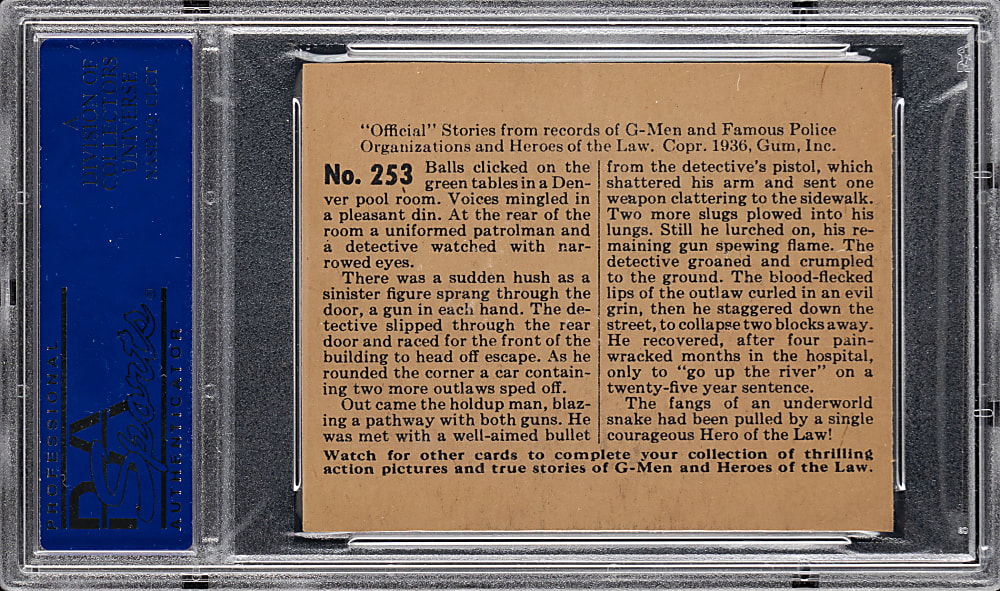 A
DIVISION OF
COLLECTORS
UNIVERSE
NASDAQ: CLCT
PROFESSIONAL
PSA
Sports
AUTHENTICATOR
"Official" Stories from records of G-Men and Famous Police
Organizations and Heroes of the Law. Copr. 1936, Gum, Inc.
No. 253 Balls clicked on the
green tables in a Den-
ver pool room. Voices mingled in
a pleasant din. At the rear of the
room a uniformed patrolman and
a detective watched with nar-
rowed eyes.
There was a sudden hush as a
sinister figure sprang through the
door, a gun in each hand. The de-
tective slipped through the rear
door and raced for the front of the
building to head off escape. As he
rounded the corner a car contain-
ing two more outlaws sped off.
Out came the holdup man, blaz-
ing a pathway with both guns. He
was met with a well-aimed bullet
from the detective's pistol, which
shattered his arm and sent one
weapon clattering to the sidewalk.
Two more slugs plowed into his
lungs. Still he lurched on, his re-
maining gun spewing flame. The
detective groaned and crumpled
to the ground. The blood-flecked
lips of the outlaw curled in an evil
grin, then he staggered down the
street, to collapse two blocks away.
He recovered, after four pain-
wracked months in the hospital,
only to "go up the river" on a
twenty-five year sentence.
The fangs of an underworld
snake had been pulled by a single
courageous Hero of the Law!
Watch for other cards to complete your collection of thrilling
action pictures and true stories of G-Men and Heroes of the Law.